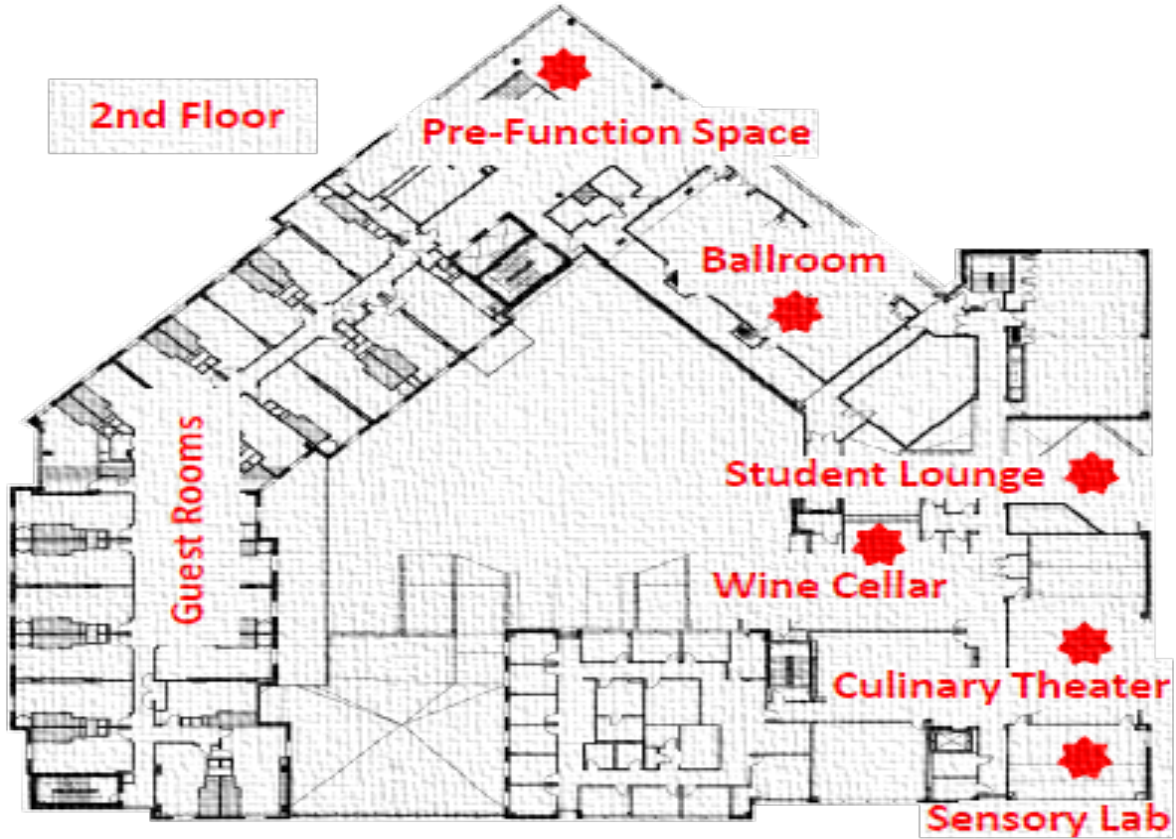 2nd Floor
Pre-Function Space
Ballroom
Student Lounge
Guest Rooms
Wine Cellar
Culinary Theater
Sensory Lab